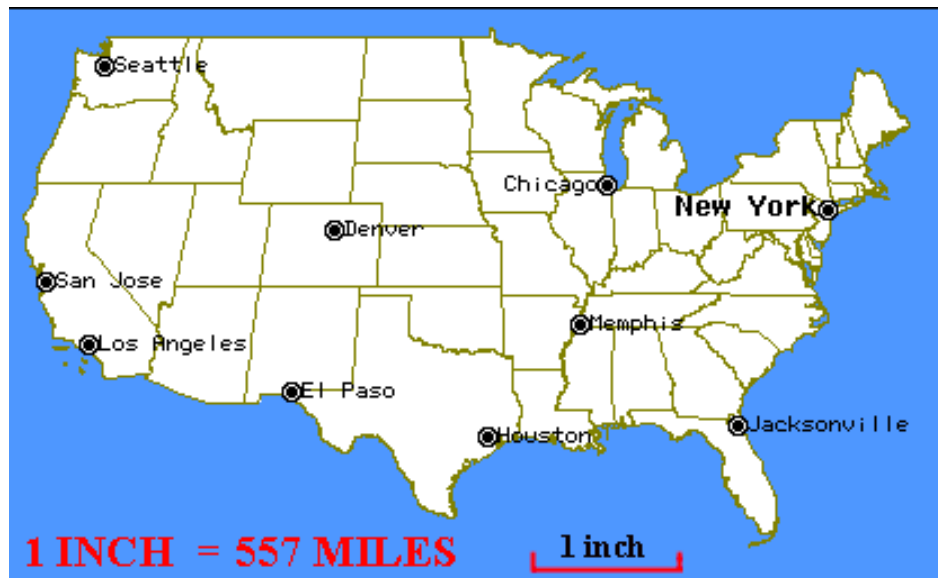 Seattle
Chicago
New York
Denver
San Jose
Memphis
Los Angeles
El Paso
Jacksonville
Houston
1 INCH = 557 MILES
1 inch